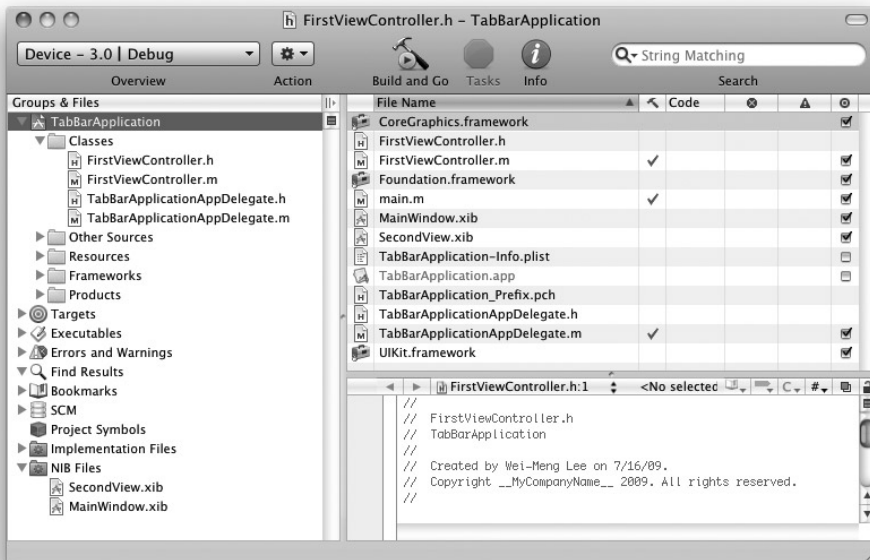 FirstViewController.h – TabBarApplication
Device – 3.0 | Debug
String Matching
Overview Action Build and Go Tasks Info Search
Groups & Files
TabBarApplication
Classes
FirstViewController.h
FirstViewController.m
TabBarApplicationAppDelegate.h
TabBarApplicationAppDelegate.m
Other Sources
Resources
Frameworks
Products
Targets
Executables
Errors and Warnings
Find Results
Bookmarks
SCM
Project Symbols
Implementation Files
NIB Files
SecondView.xib
MainWindow.xib
File Name Code
CoreGraphics.framework
FirstViewController.h
FirstViewController.m
Foundation.framework
main.m
MainWindow.xib
SecondView.xib
TabBarApplication-Info.plist
TabBarApplication.app
TabBarApplication_Prefix.pch
TabBarApplicationAppDelegate.h
TabBarApplicationAppDelegate.m
UIKit.framework
FirstViewController.h:1 <No selected C #
//
// FirstViewController.h
// TabBarApplication
//
// Created by Wei-Meng Lee on 7/16/09.
// Copyright __MyCompanyName__ 2009. All rights reserved.
//